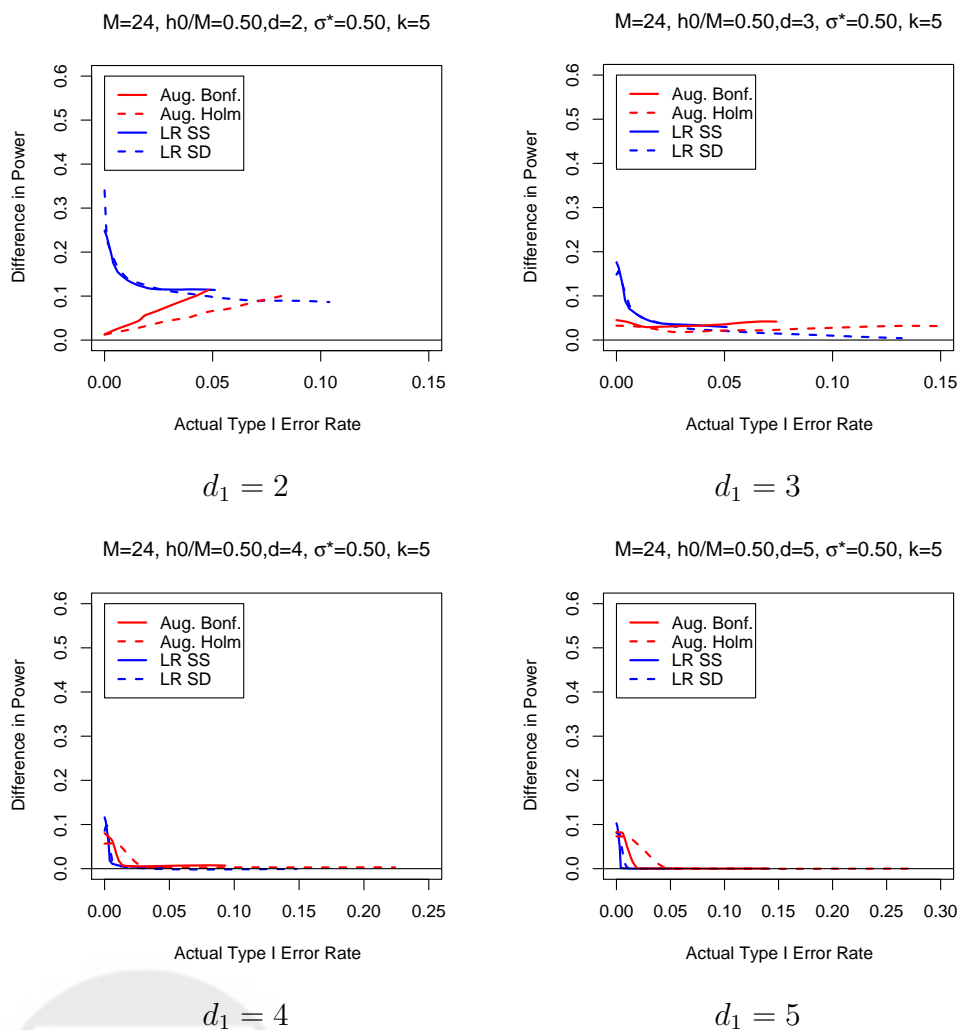 M=24, h0/M=0.50,d=2, σ*=0.50, k=5
Difference in Power
0.0 0.1 0.2 0.3 0.4 0.5 0.6
Aug. Bonf.
Aug. Holm
LR SS
LR SD
0.00 0.05 0.10 0.15
Actual Type I Error Rate
d₁ = 2
M=24, h0/M=0.50,d=3, σ*=0.50, k=5
Difference in Power
0.0 0.1 0.2 0.3 0.4 0.5 0.6
Aug. Bonf.
Aug. Holm
LR SS
LR SD
0.00 0.05 0.10 0.15
Actual Type I Error Rate
d₁ = 3
M=24, h0/M=0.50,d=4, σ*=0.50, k=5
Difference in Power
0.0 0.1 0.2 0.3 0.4 0.5 0.6
Aug. Bonf.
Aug. Holm
LR SS
LR SD
0.00 0.05 0.10 0.15 0.20 0.25
Actual Type I Error Rate
d₁ = 4
M=24, h0/M=0.50,d=5, σ*=0.50, k=5
Difference in Power
0.0 0.1 0.2 0.3 0.4 0.5 0.6
Aug. Bonf.
Aug. Holm
LR SS
LR SD
0.00 0.05 0.10 0.15 0.20 0.25 0.30
Actual Type I Error Rate
d₁ = 5